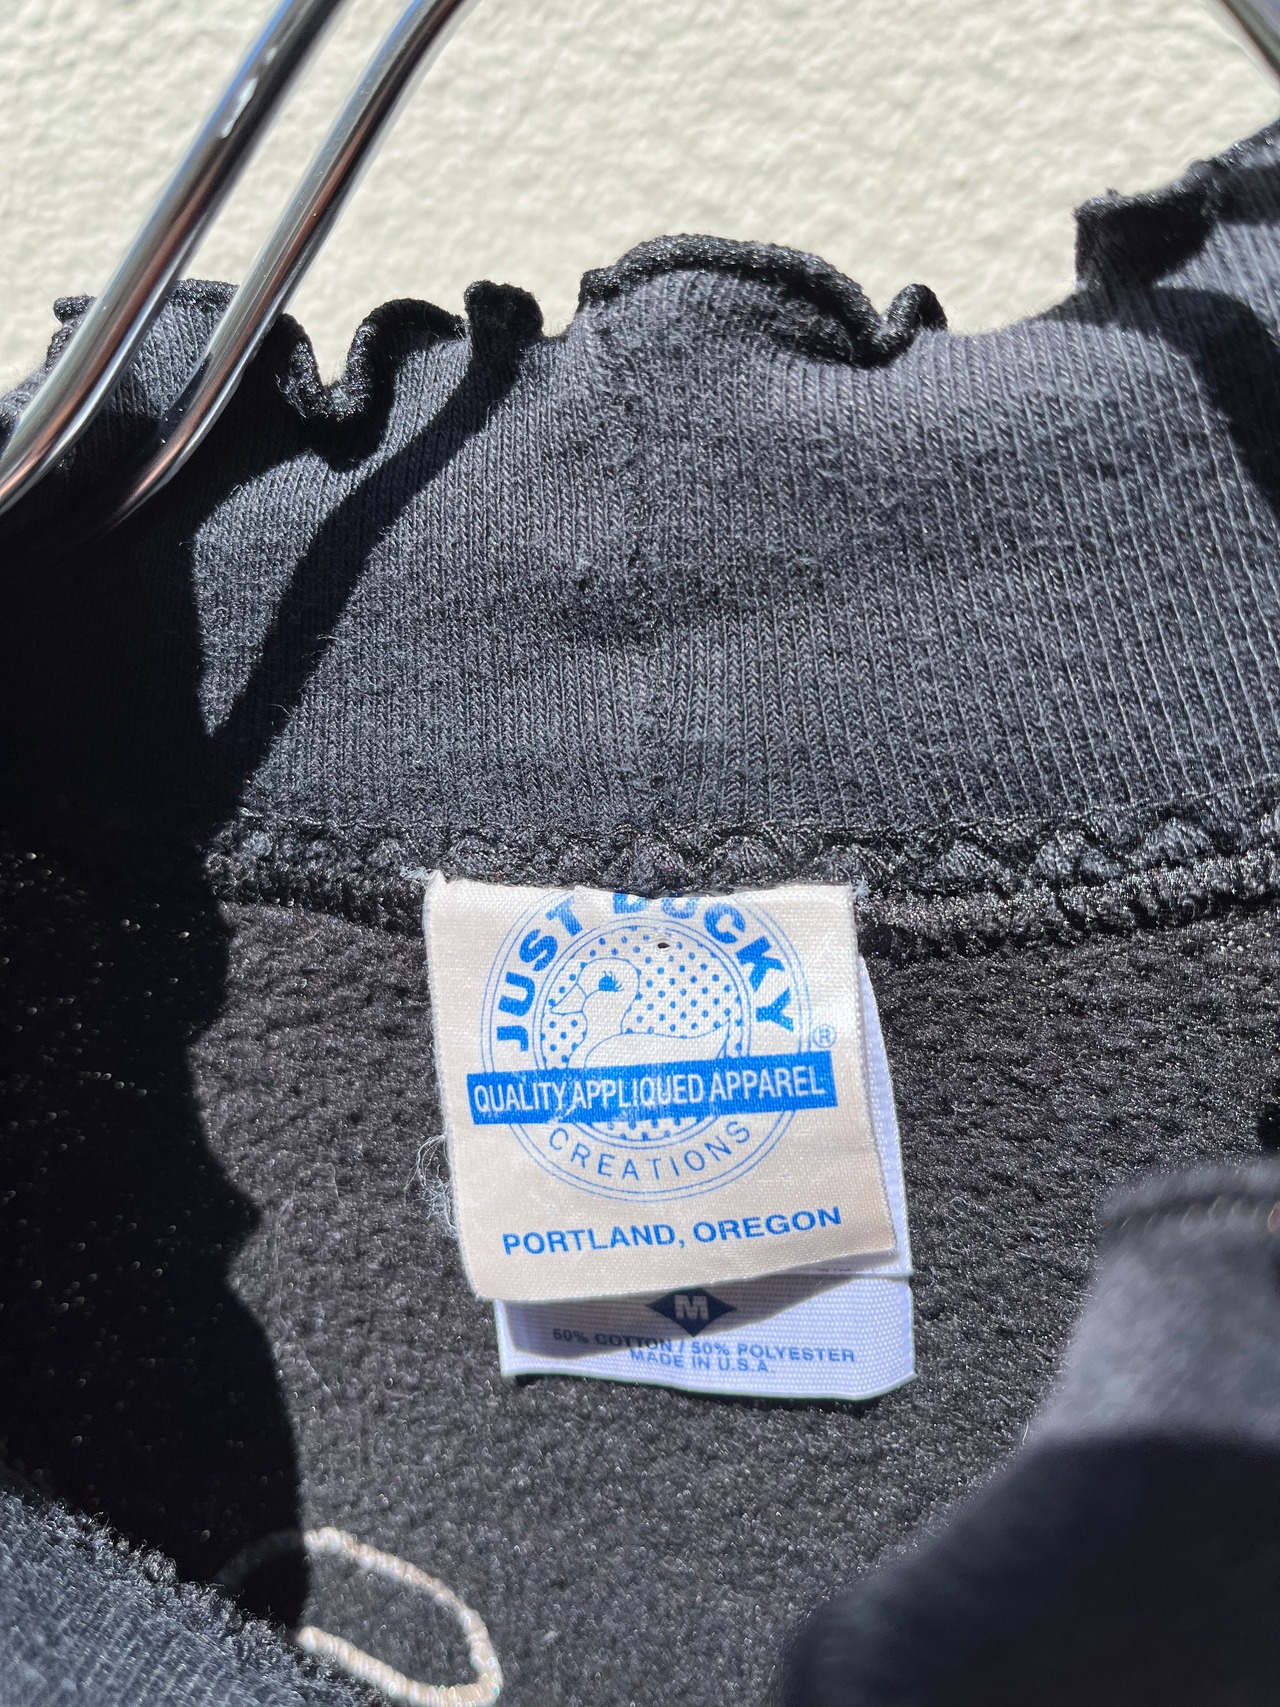 JUST DUCKY
®
QUALITY APPLIQUED APPAREL
CREATIONS
PORTLAND, OREGON
M
50% COTTON / 50% POLYESTER
MADE IN U.S.A.